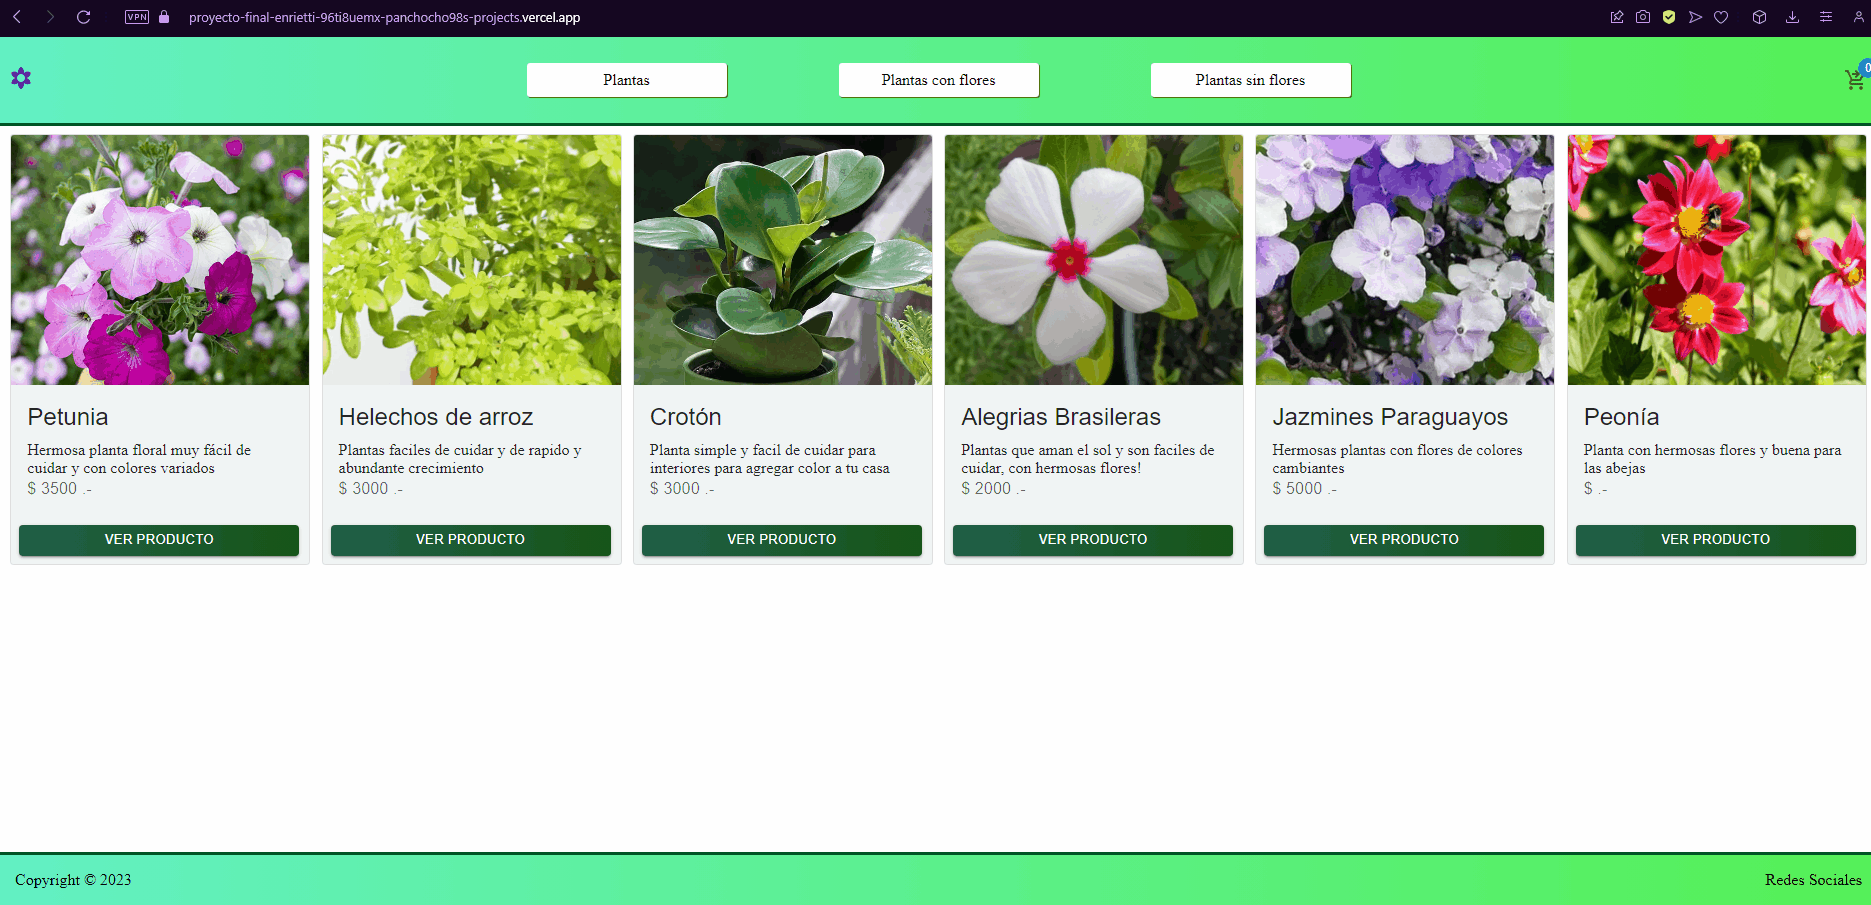 VPN
proyecto-final-enrietti-96ti8uemx-panchocho98s-projects.vercel.app
Plantas
Plantas con flores
Plantas sin flores
0
Petunia
Hermosa planta floral muy fácil de
cuidar y con colores variados
$ 3500 .-
VER PRODUCTO
Helechos de arroz
Plantas faciles de cuidar y de rapido y
abundante crecimiento
$ 3000 .-
VER PRODUCTO
Crotón
Planta simple y facil de cuidar para
interiores para agregar color a tu casa
$ 3000 .-
VER PRODUCTO
Alegrias Brasileras
Plantas que aman el sol y son faciles de
cuidar, con hermosas flores!
$ 2000 .-
VER PRODUCTO
Jazmines Paraguayos
Hermosas plantas con flores de colores
cambiantes
$ 5000 .-
VER PRODUCTO
Peonía
Planta con hermosas flores y buena para
las abejas
$ .-
VER PRODUCTO
Copyright © 2023
Redes Sociales